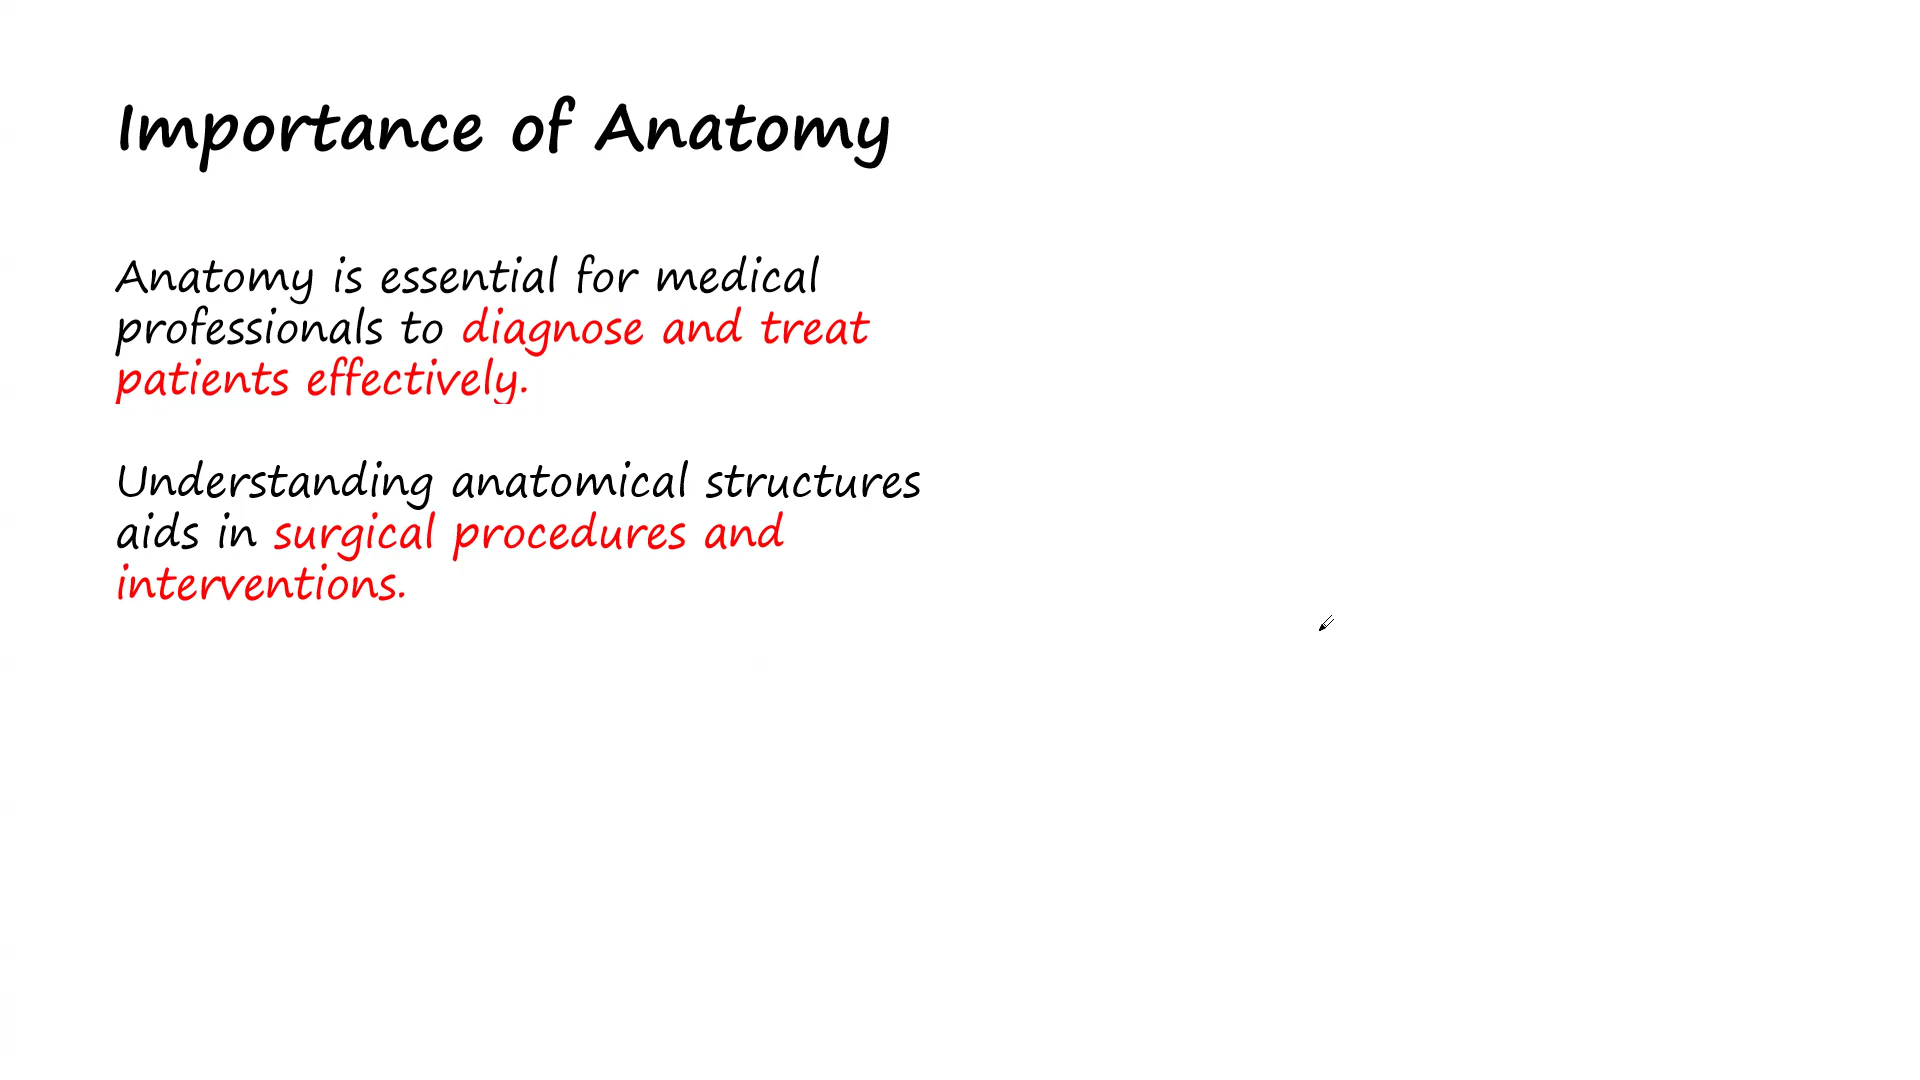 Importance of Anatomy
Anatomy is essential for medical
professionals to diagnose and treat
patients effectively.
Understanding anatomical structures
aids in surgical procedures and
interventions.